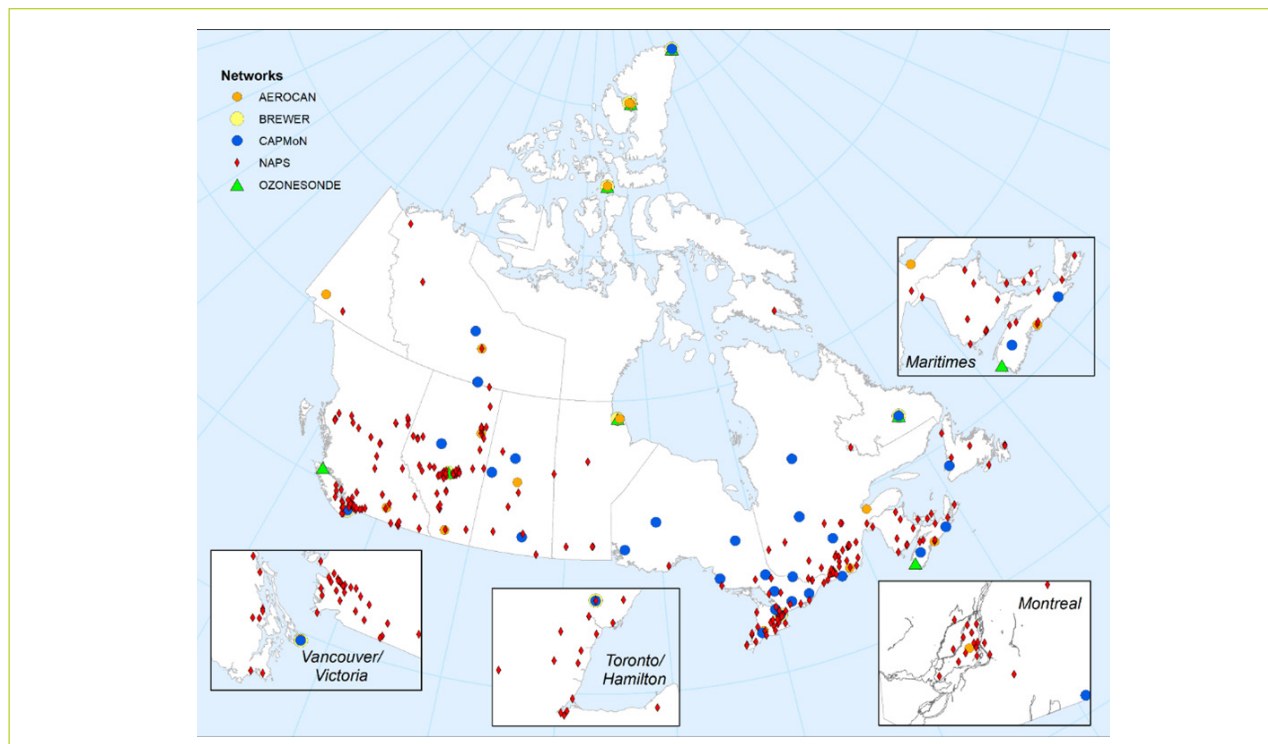 Networks
AEROCAN
BREWER
CAPMoN
NAPS
OZONESONDE
Maritimes
Vancouver/
Victoria
Toronto/
Hamilton
Montreal